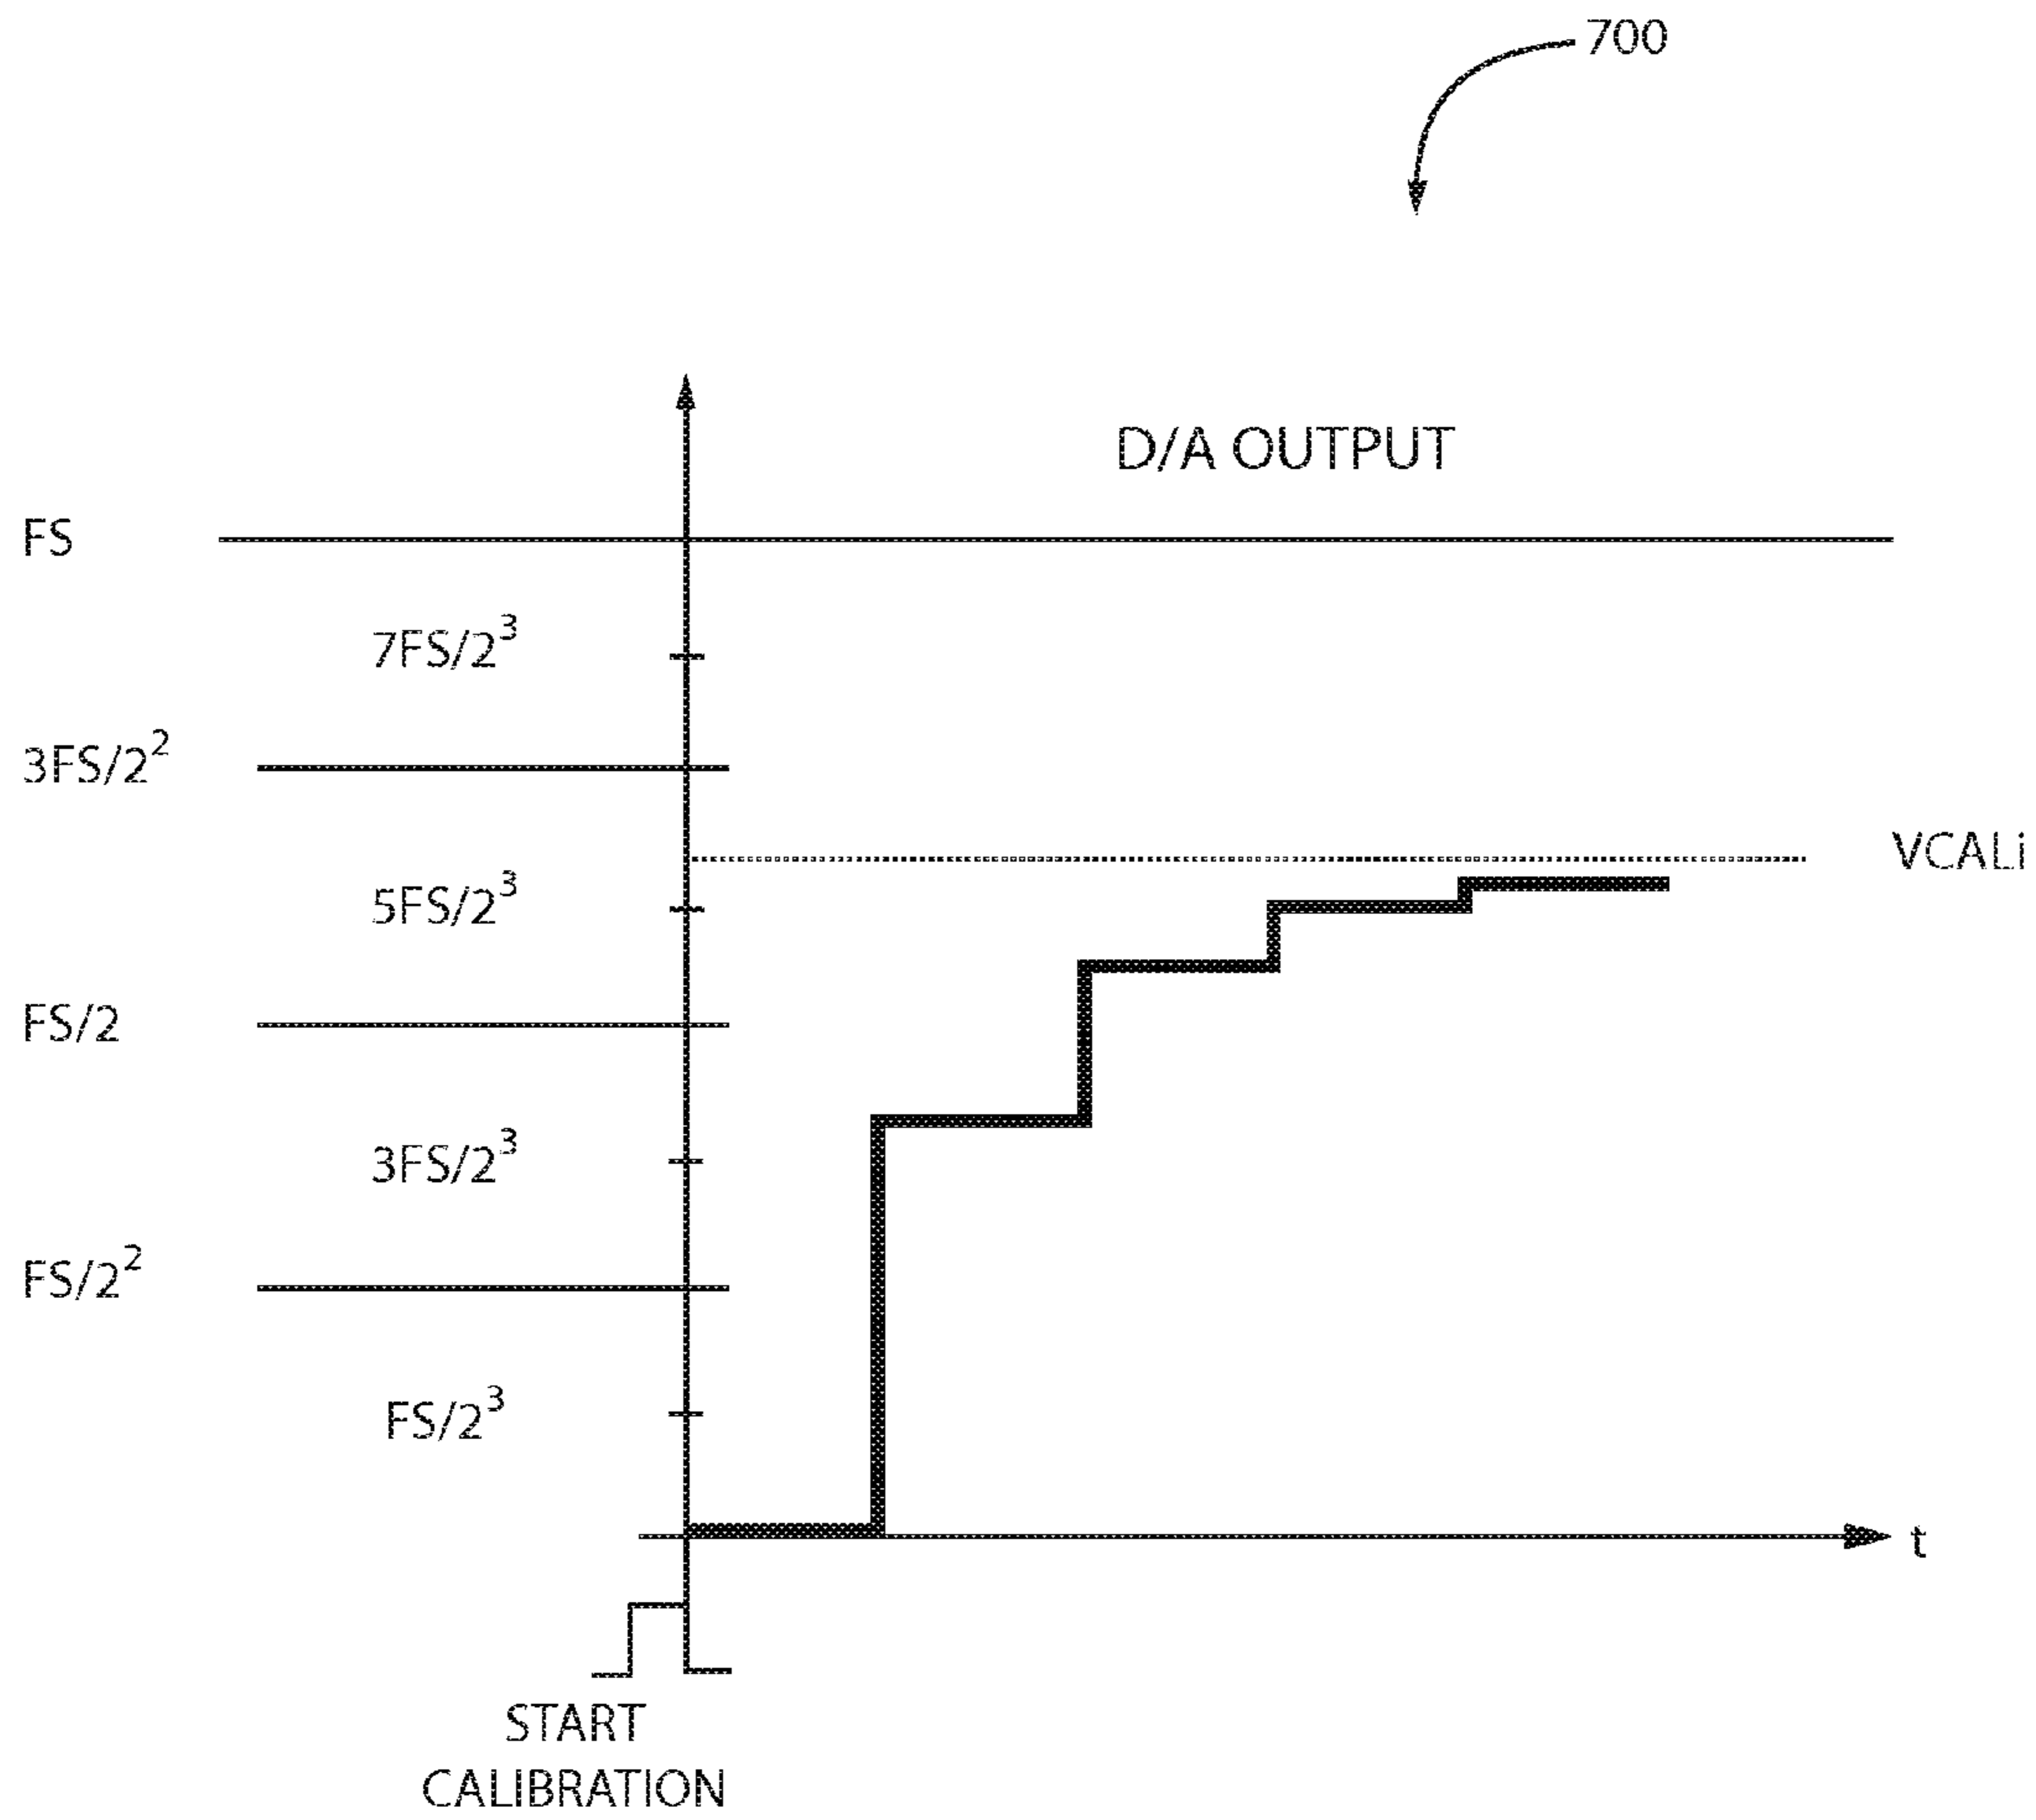 700
D/A OUTPUT
FS
7FS/2³
3FS/2²
VCALi
5FS/2³
FS/2
3FS/2³
FS/2²
FS/2³
t
START
CALIBRATION